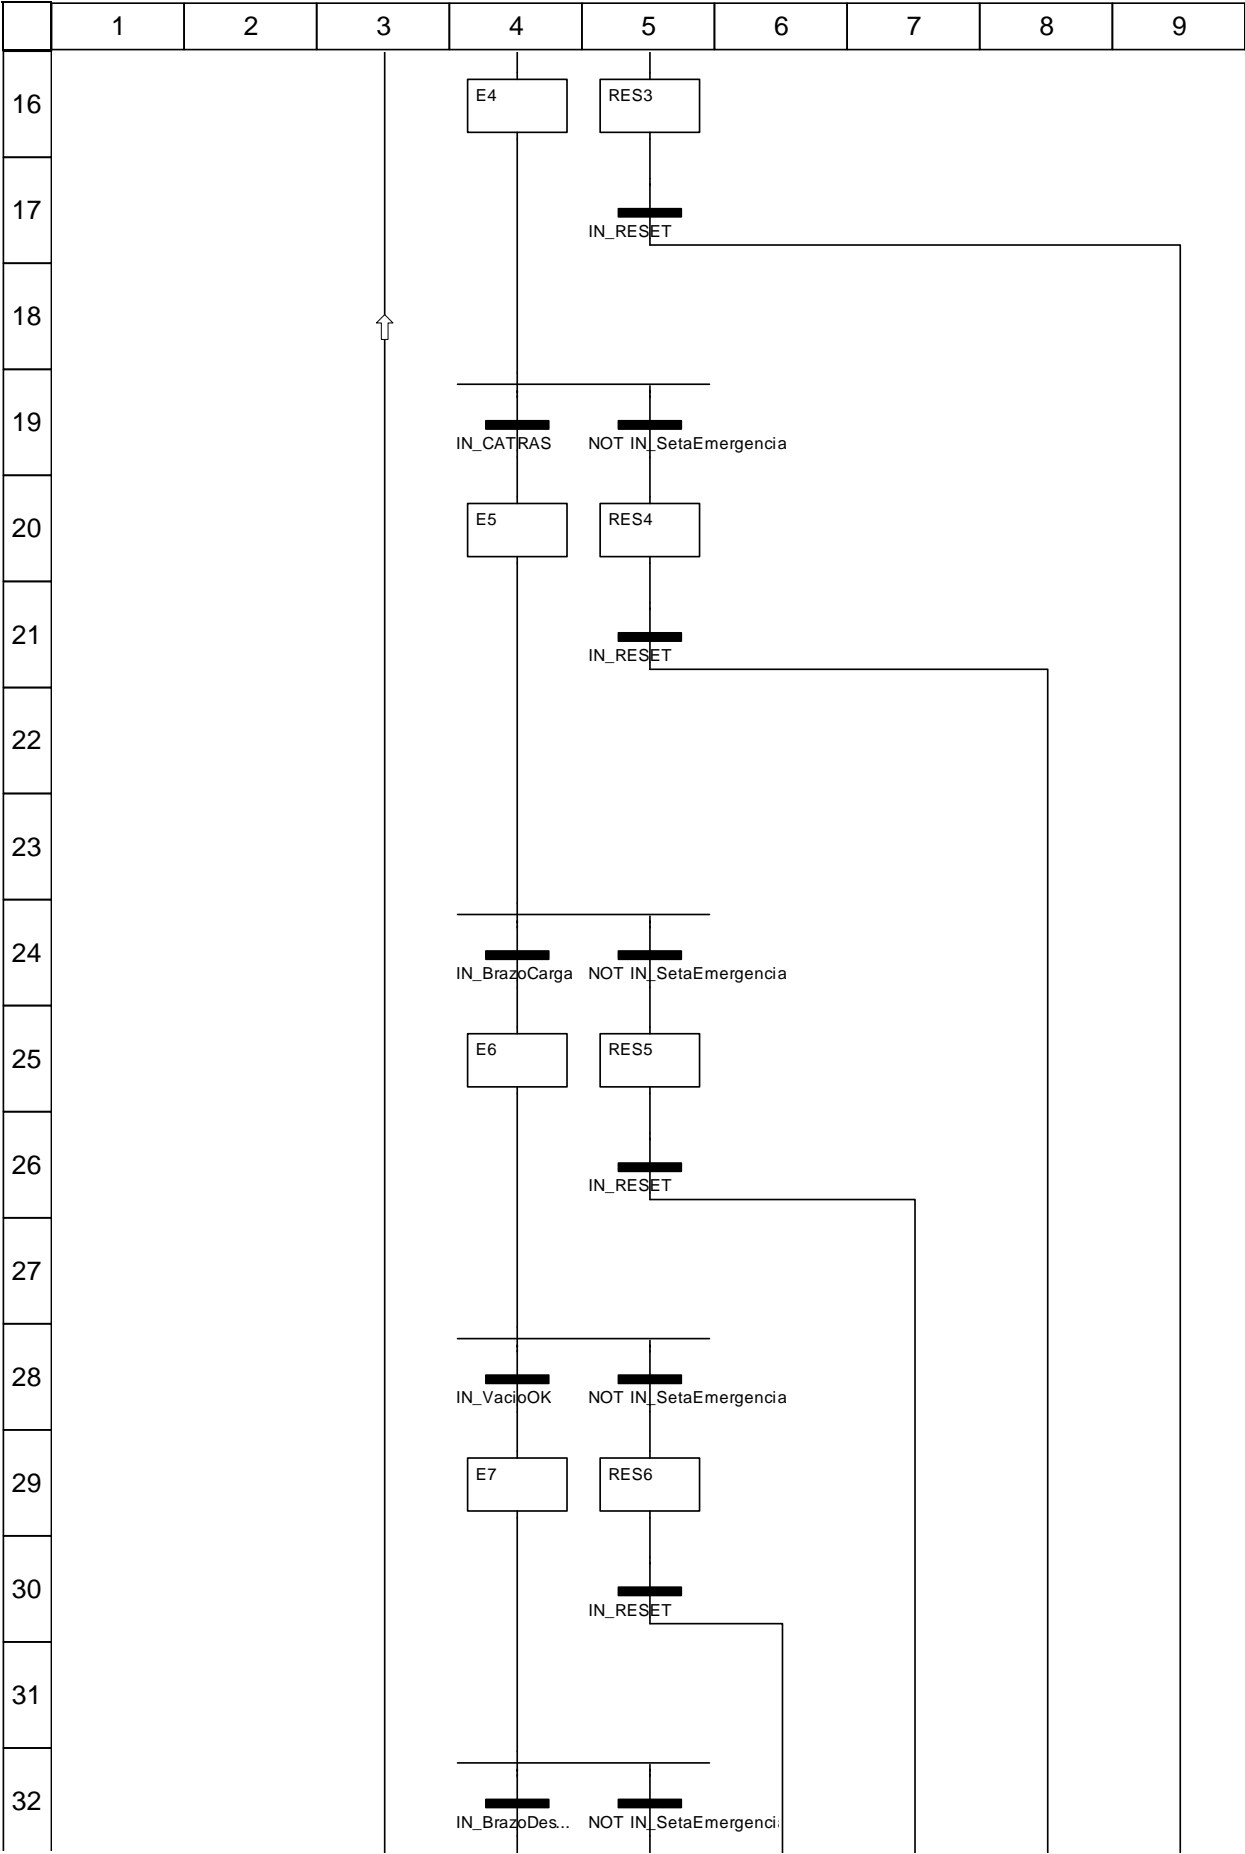 1 2 3 4 5 6 7 8 9
16 E4 RES3
17
IN_RESET
18
19
IN_CATRAS NOT IN_SetaEmergencia
20 E5 RES4
21
IN_RESET
22
23
24
IN_BrazoCarga NOT IN_SetaEmergencia
25 E6 RES5
26
IN_RESET
27
28
IN_VacioOK NOT IN_SetaEmergencia
29 E7 RES6
30
IN_RESET
31
32
IN_BrazoDes... NOT IN_SetaEmergenci